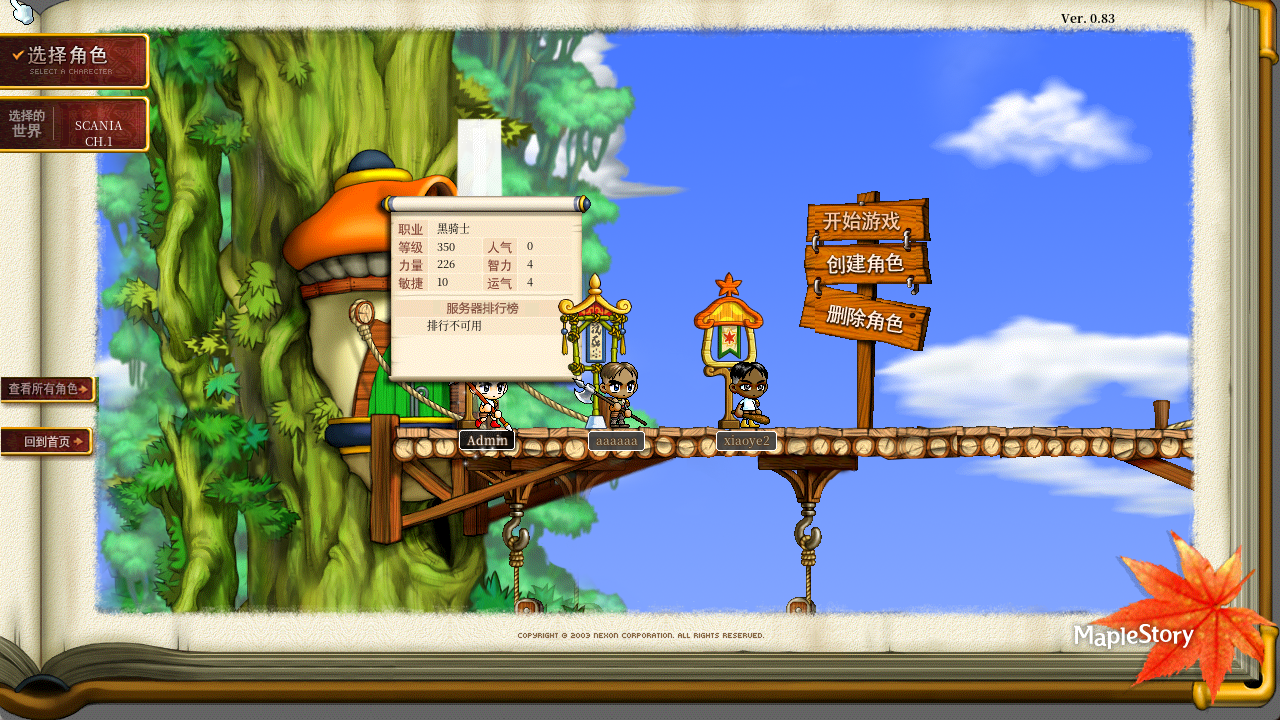 Ver. 0.83
选择角色
SELECT A CHARECTER
选择的
世界
SCANIA
CH.1
职业 黑骑士
等级 350 人气 0
力量 226 智力 4
敏捷 10 运气 4
服务器排行榜
排行不可用
开始游戏
创建角色
删除角色
查看所有角色
回到首页
Admin
aaaaaa
xiaoye2
COPYRIGHT @ 2003 NEXON CORPORATION. ALL RIGHTS RESERVED.
MapleStory